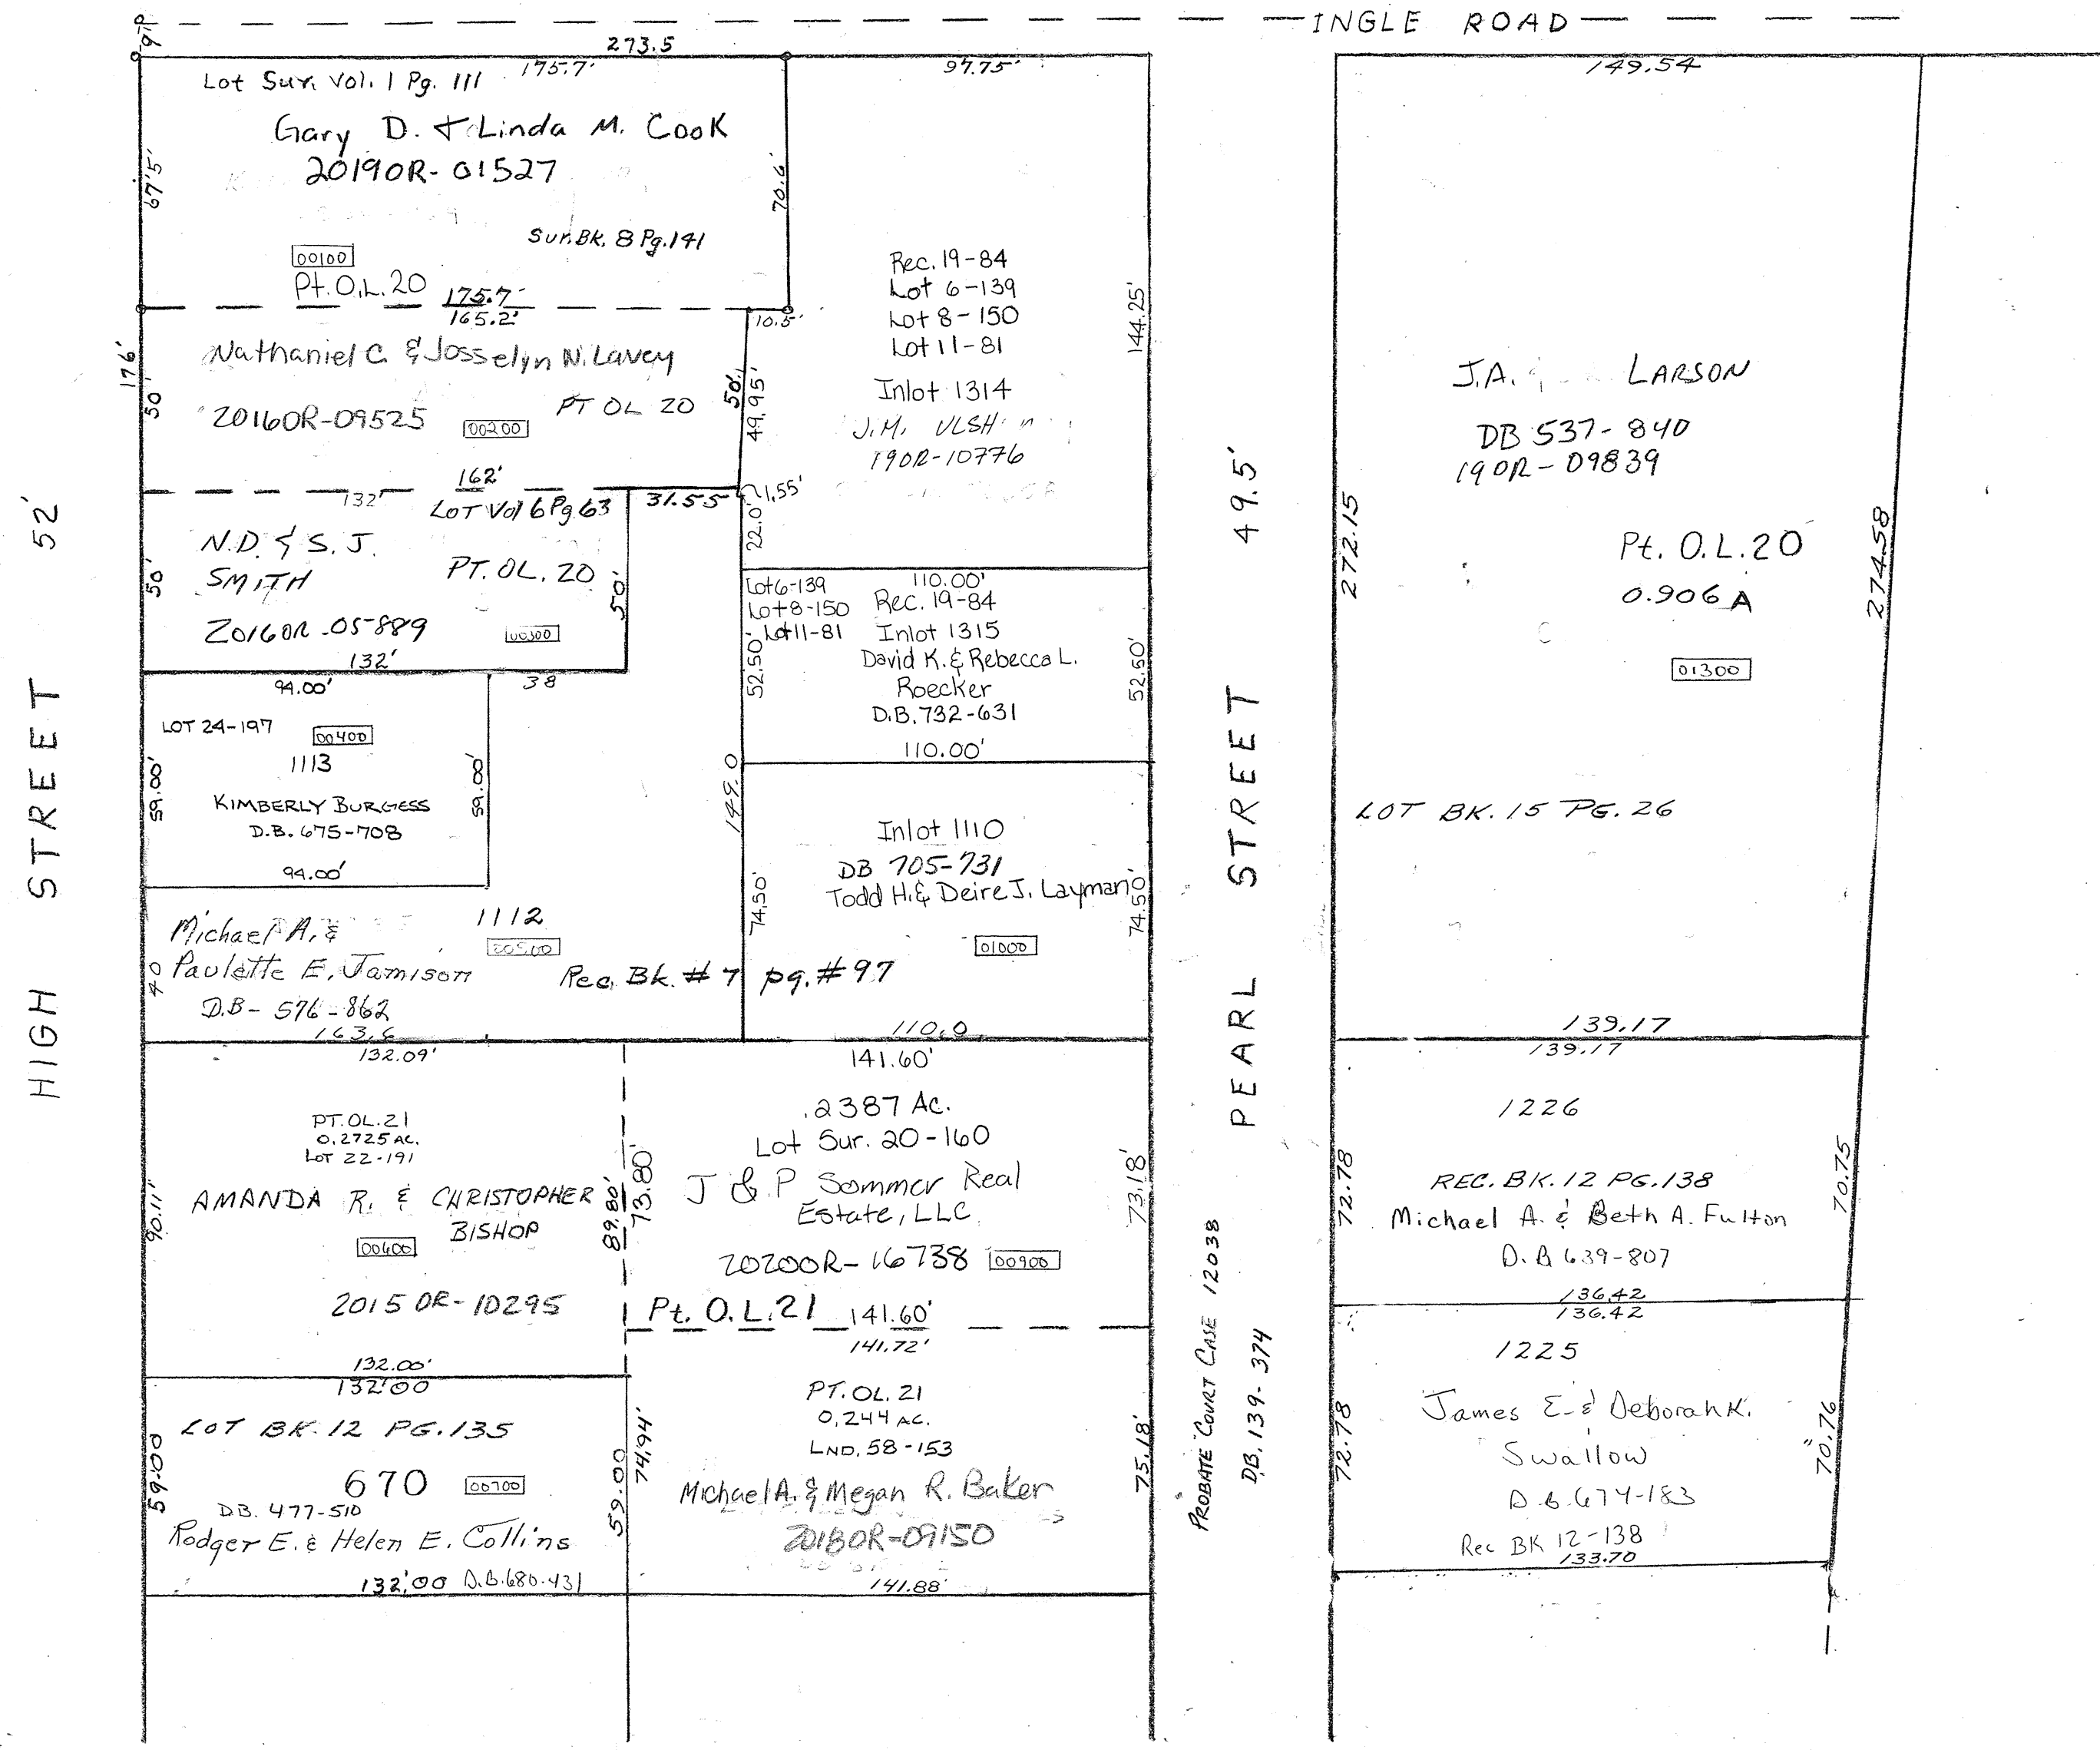 INGLE ROAD
9'
273.5
175.7'
97.75'
149.54
Lot Sur. Vol. 1 Pg. 111
Gary D. & Linda M. Cook
20190R-01527
67'5'
70.6'
Sur. Bk. 8 Pg. 141
00100
Pt. O.L. 20
175.7'
165.2'
10.5'
176'
Nathaniel C. & Josselyn N. Lavey
20160R-09525
00200
PT OL 20
50'
50'
49.95'
162'
132'
LOT Vol 6 Pg 63
31.55
1.55'
22.0'
N.D. & S. J.
SMITH
PT. OL. 20
20160R-05889
00300
50'
50'
132'
94.00'
38
LOT 24-197
00400
1113
KIMBERLY BURGESS
D.B. 675-708
59.00'
59.00'
94.00'
Michael A. &
Paulette E. Jamison
D.B- 576-862
1112
00500
40
163.6
149.0
Rec. Bk. # 7 pg. # 97
Rec. 19-84
Lot 6-139
Lot 8-150
Lot 11-81
Inlot 1314
J.M.
190R-10776
144.25'
110.00'
Lot 6-139
Lot 8-150
Lot 11-81
Rec. 19-84
Inlot 1315
David K. & Rebecca L.
Roecker
D.B. 732-631
52.50'
52.50'
110.00'
Inlot 1110
DB 705-731
Todd H. & Deire J. Layman
01000
74.50'
74.50'
110.0
HIGH STREET 52'
PEARL STREET 49.5'
PROBATE COURT CASE 12038
DB. 139-374
132.09'
PT. OL. 21
0.2725 AC.
LOT 22-191
AMANDA R. & CHRISTOPHER
BISHOP
00600
2015 OR-10295
90.11'
89.80'
132.00'
132'00
LOT BK. 12 PG. 135
670
00700
DB. 477-510
Rodger E. & Helen E. Collins
132'00 D.B. 680-431
59.00
59.00
141.60'
.2387 Ac.
Lot Sur. 20-160
J & P Sommer Real
Estate, LLC
20200R-16738
00900
Pt. O.L. 21
141.60'
73.80'
73.18'
141.72'
PT. OL. 21
0.244 AC.
LND. 58-153
Michael A. & Megan R. Baker
20180R-09150
74.94'
75.18'
141.88'
J.A. LARSON
DB 537-840
190R-09839
Pt. O.L. 20
0.906 A
01300
272.15
274.58
LOT BK. 15 PG. 26
139.17
139.17
1226
REC. BK. 12 PG. 138
Michael A. & Beth A. Fulton
D.B 639-807
72.78
70.75
136.42
136.42
1225
James E. & Deborah K.
Swallow
D.B. 674-183
Rec BK 12-138
133.70
72.78
70.76